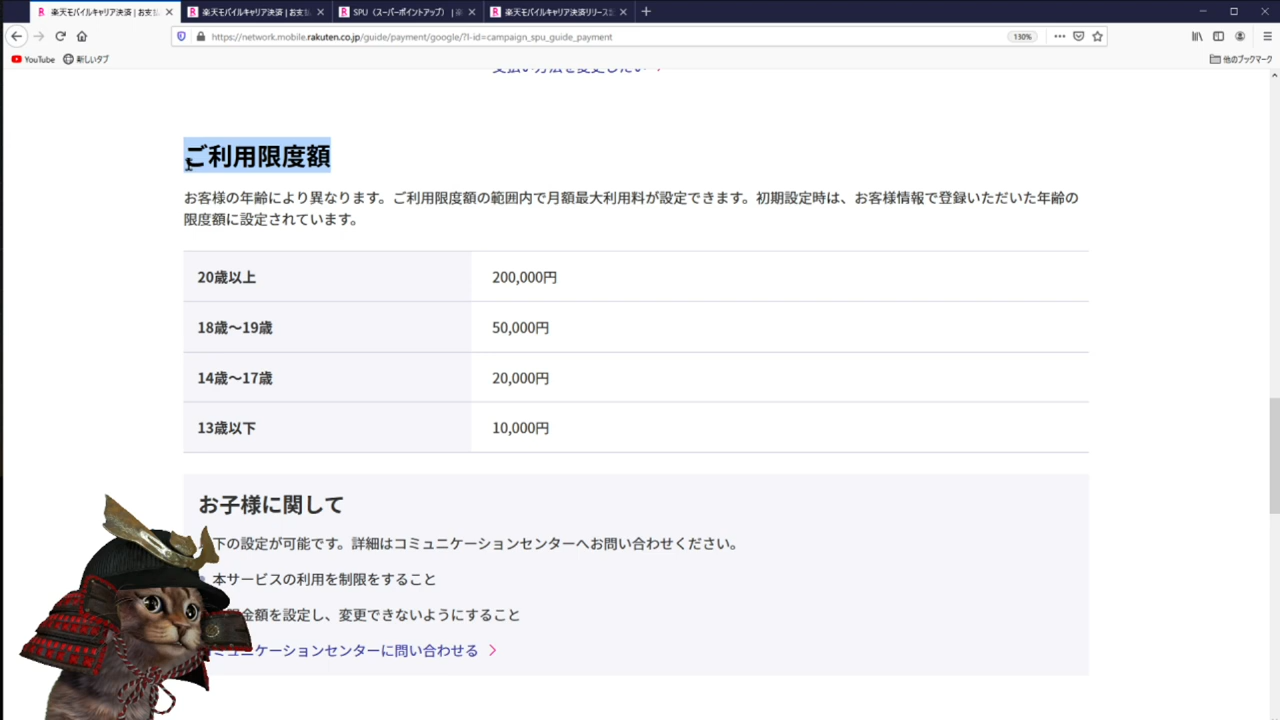 楽天モバイルキャリア決済 | お支払
楽天モバイルキャリア決済 | お支払
SPU（スーパーポイントアップ）｜
楽天モバイルキャリア決済リリース
https://network.mobile.rakuten.co.jp/guide/payment/google/?l-id=campaign_spu_guide_payment
130%
YouTube
新しいタブ
他のブックマーク
支払い方法を変更したい
ご利用限度額
お客様の年齢により異なります。ご利用限度額の範囲内で月額最大利用料が設定できます。初期設定時は、お客様情報で登録いただいた年齢の
限度額に設定されています。
20歳以上
200,000円
18歳〜19歳
50,000円
14歳〜17歳
20,000円
13歳以下
10,000円
お子様に関して
下の設定が可能です。詳細はコミュニケーションセンターへお問い合わせください。
本サービスの利用を制限をすること
金額を設定し、変更できないようにすること
ミュニケーションセンターに問い合わせる